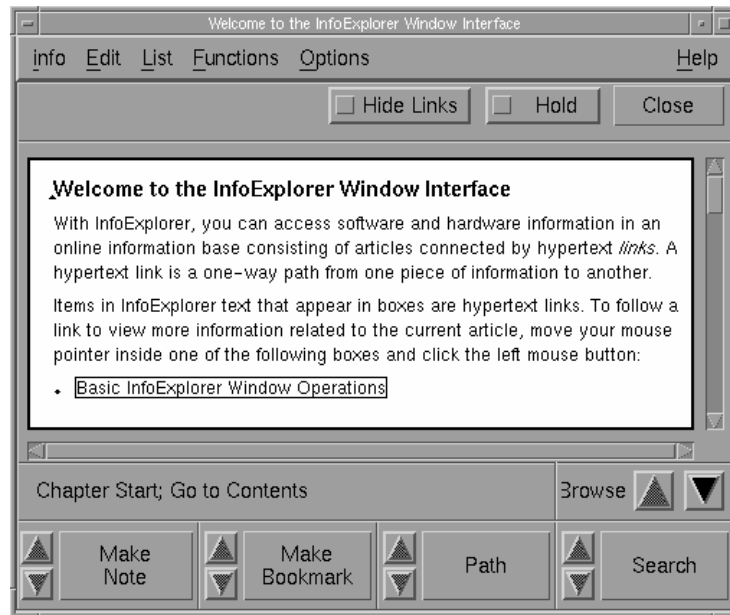 Welcome to the InfoExplorer Window Interface
info Edit List Functions Options Help
Hide Links Hold Close
Welcome to the InfoExplorer Window Interface
With InfoExplorer, you can access software and hardware information in an
online information base consisting of articles connected by hypertext links. A
hypertext link is a one-way path from one piece of information to another.
Items in InfoExplorer text that appear in boxes are hypertext links. To follow a
link to view more information related to the current article, move your mouse
pointer inside one of the following boxes and click the left mouse button:
Basic InfoExplorer Window Operations
Chapter Start; Go to Contents
Browse
Make Note
Make Bookmark
Path
Search